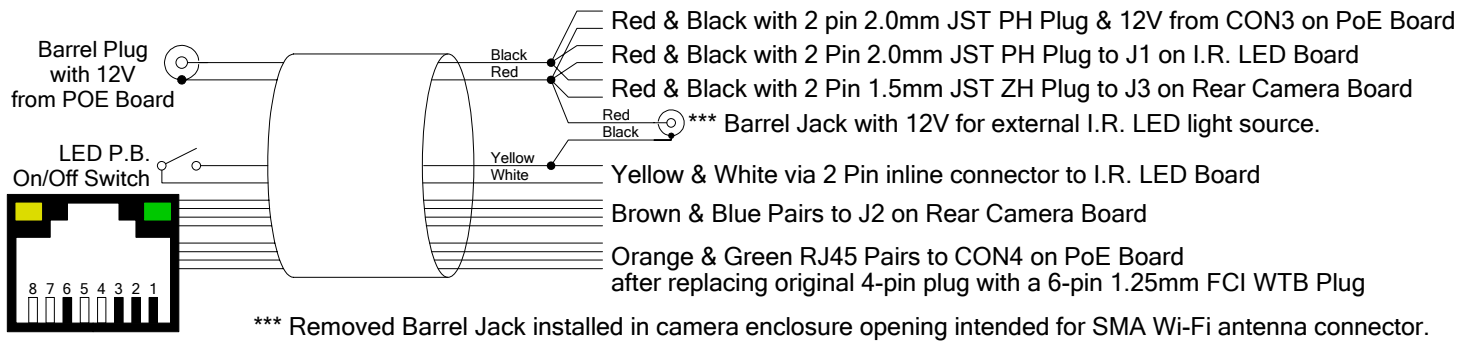 Red & Black with 2 pin 2.0mm JST PH Plug & 12V from CON3 on PoE Board
Barrel Plug
with 12V
from POE Board
Black
Red & Black with 2 Pin 2.0mm JST PH Plug to J1 on I.R. LED Board
Red
Red & Black with 2 Pin 1.5mm JST ZH Plug to J3 on Rear Camera Board
Red
Black
*** Barrel Jack with 12V for external I.R. LED light source.
LED P.B.
On/Off Switch
Yellow
White
Yellow & White via 2 Pin inline connector to I.R. LED Board
Brown & Blue Pairs to J2 on Rear Camera Board
Orange & Green RJ45 Pairs to CON4 on PoE Board
after replacing original 4-pin plug with a 6-pin 1.25mm FCI WTB Plug
8 7 6 5 4 3 2 1
*** Removed Barrel Jack installed in camera enclosure opening intended for SMA Wi-Fi antenna connector.